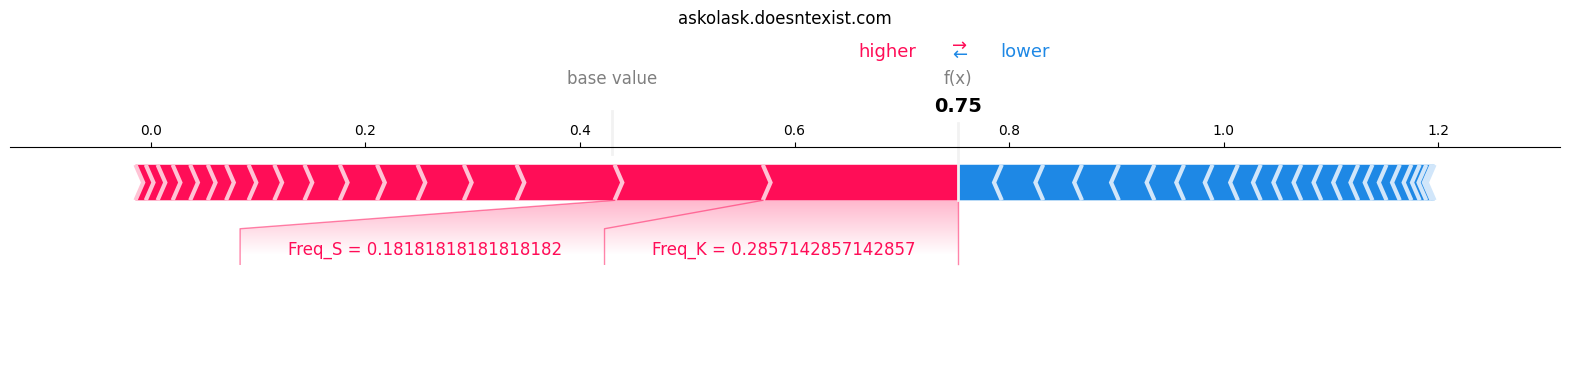 askolask.doesntexist.com
higher → ← lower
base value f(x)
0.75
0.0 0.2 0.4 0.6 0.8 1.0 1.2
Freq_S = 0.18181818181818182 Freq_K = 0.2857142857142857